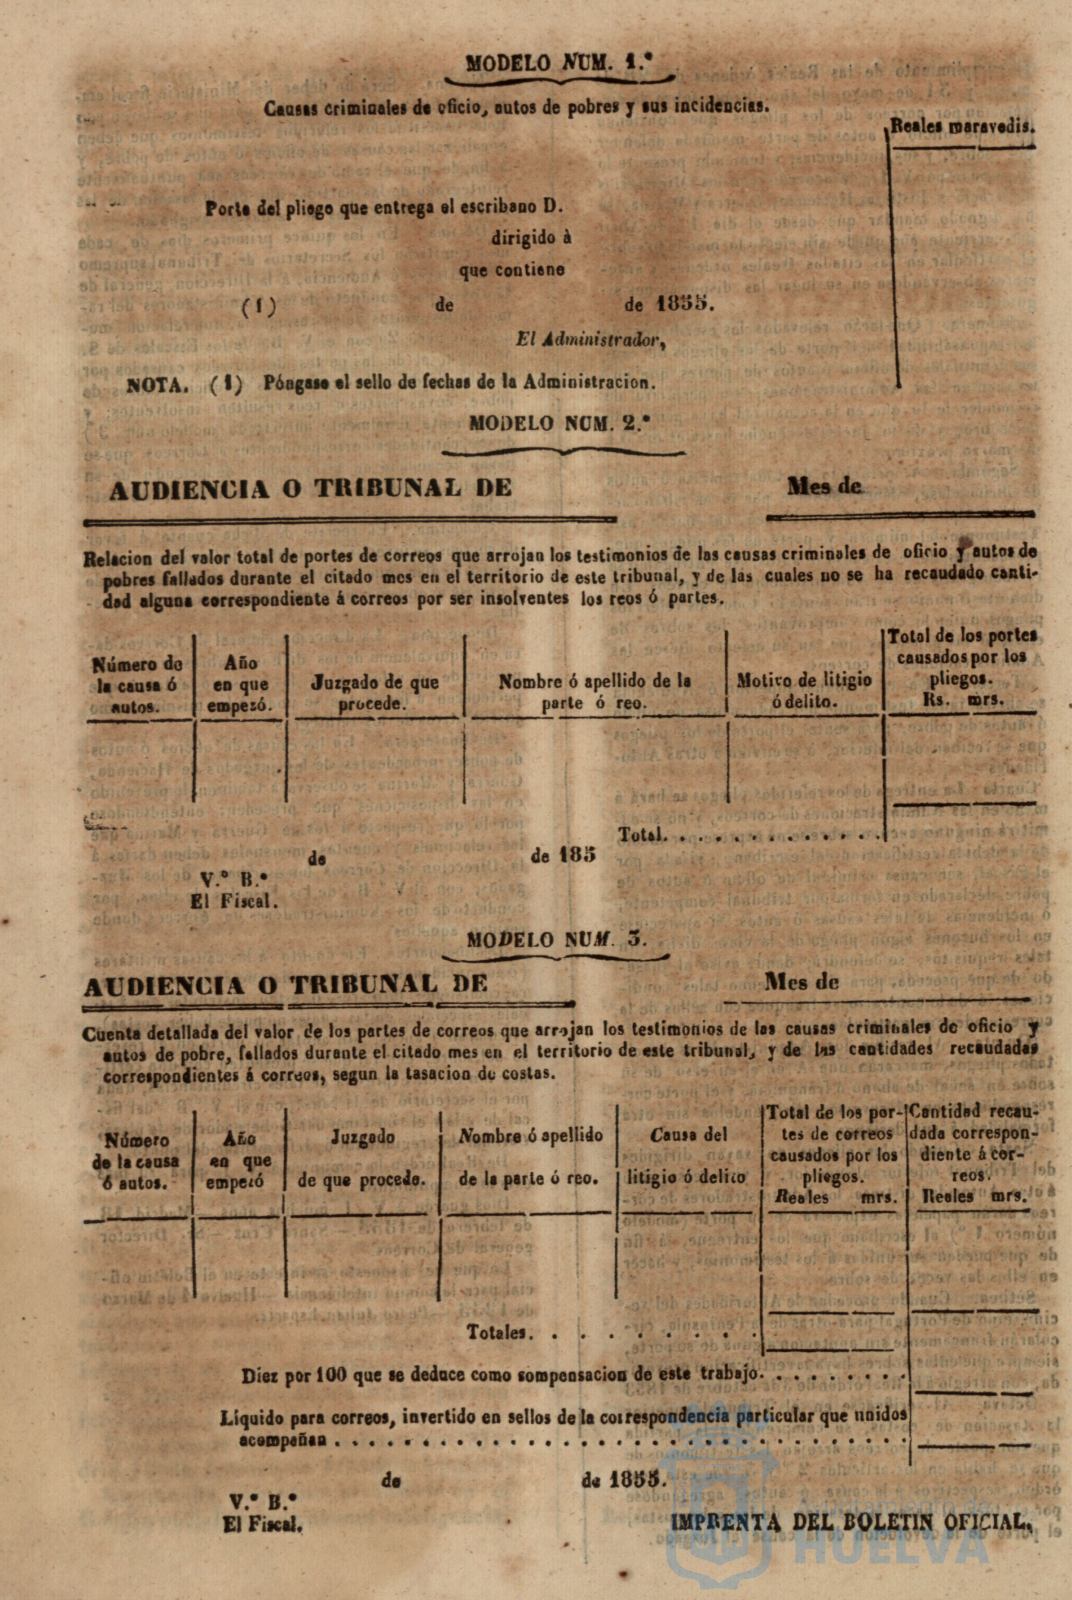 MODELO NUM. 1.º
Causas criminales de oficio, autos de pobres y sus incidencias.
Reales maravedis.
Porte del pliego que entrega el escribano D.
dirigido à
que contiene
(1) de de 1855.
El Administrador,
NOTA. (1) Póngase el sello de fechas de la Administracion.
MODELO NUM. 2.º
AUDIENCIA O TRIBUNAL DE Mes de
Relacion del valor total de portes de correos que arrojan los testimonios de las causas criminales de oficio y autos de
pobres fallados durante el citado mes en el territorio de este tribunal, y de las cuales no se ha recaudado canti-
dad alguna correspondiente á correos por ser insolventes los reos ó partes.
Número de
la causa ó
autos.
Año
en que
empezó.
Juzgado de que
procede.
Nombre ó apellido de la
parte ó reo.
Motivo de litigio
ó delito.
Total de los portes
causados por los
pliegos.
Rs. mrs.
Total. . . . . . . . . . . . .
de de 185
V.º B.º
El Fiscal.
MODELO NUM. 3.
AUDIENCIA O TRIBUNAL DE Mes de
Cuenta detallada del valor de los partes de correos que arrojan los testimonios de las causas criminales de oficio y
autos de pobre, fallados durante el citado mes en el territorio de este tribunal, y de las cantidades recaudadas
correspondientes á correos, segun la tasacion de costas.
Número
de la causa
ó autos.
Año
en que
empezó
Juzgado
de que procede.
Nombre ó apellido
de la parte ó reo.
Causa del
litigio ó delito
Total de los por-
tes de correos
causados por los
pliegos.
Reales mrs.
Cantidad recau-
dada correspon-
diente á cor-
reos.
Reales mrs.
Totales. . . . . . . . .
Diez por 100 que se deduce como compensacion de este trabajo. . . . . . . . .
Líquido para correos, invertido en sellos de la correspondencia particular que unidos
acompañan . . . . . . . . . . . . . . . . . . . . . . . . . . . . . . . . .
de de 1855.
V.º B.º
El Fiscal.
IMPRENTA DEL BOLETIN OFICIAL.
Ayuntamiento de
HUELVA